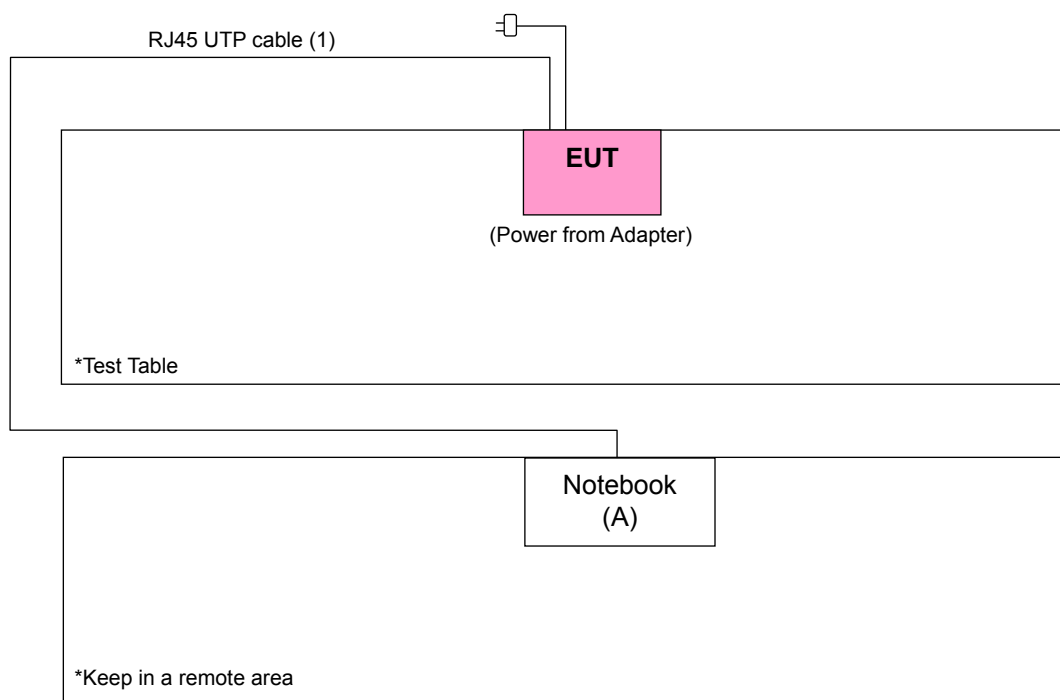 RJ45 UTP cable (1)
EUT
(Power from Adapter)
*Test Table
Notebook
(A)
*Keep in a remote area